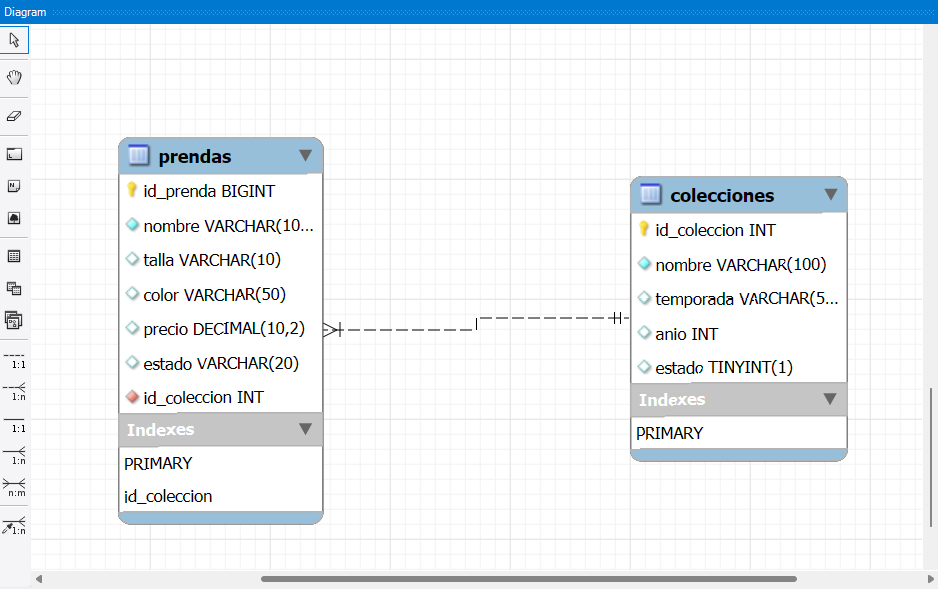 Diagram
prendas
id_prenda BIGINT
nombre VARCHAR(10...
talla VARCHAR(10)
color VARCHAR(50)
precio DECIMAL(10,2)
estado VARCHAR(20)
id_coleccion INT
Indexes
PRIMARY
id_coleccion
colecciones
id_coleccion INT
nombre VARCHAR(100)
temporada VARCHAR(5...
anio INT
estado TINYINT(1)
Indexes
PRIMARY
1:1
1:n
1:1
1:n
n:m
1:n